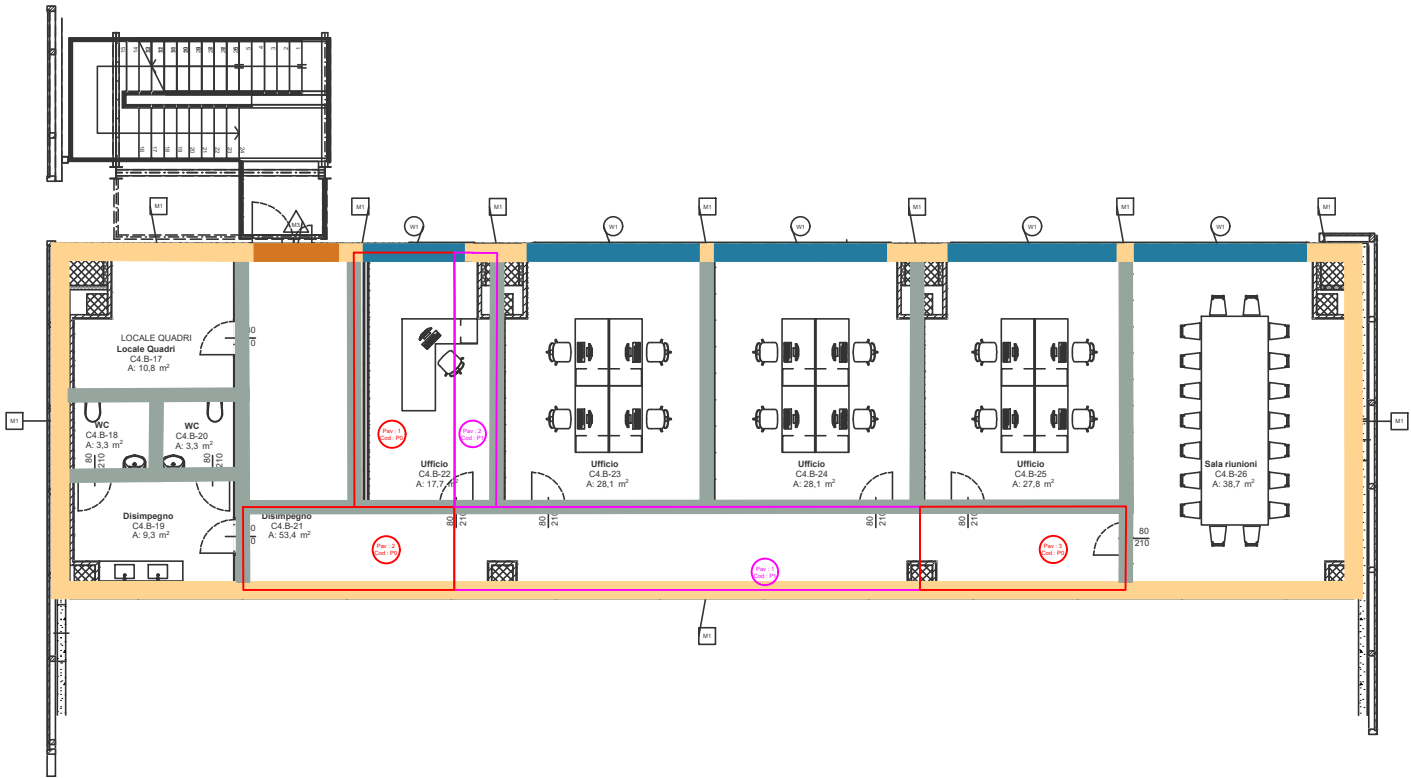 M1
M1
W1
M1
W1
M1
W1
M1
W1
M1
W1
M1
M3
LOCALE QUADRI
Locale Quadri
C4.B-17
A: 10,8 m²
WC
C4.B-18
A: 3,3 m²
80
210
WC
C4.B-20
A: 3,3 m²
80
210
Disimpegno
C4.B-19
A: 9,3 m²
Disimpegno
C4.B-21
A: 53,4 m²
Pav : 1
Cod : P0
Pav : 2
Cod : P1
Ufficio
C4.B-22
A: 17,7 m²
80
210
Ufficio
C4.B-23
A: 28,1 m²
80
210
Ufficio
C4.B-24
A: 28,1 m²
80
210
Ufficio
C4.B-25
A: 27,8 m²
80
210
Sala riunioni
C4.B-26
A: 38,7 m²
80
210
Pav : 2
Cod : P0
Pav : 1
Cod : P1
Pav : 3
Cod : P0
M1
M1
M1